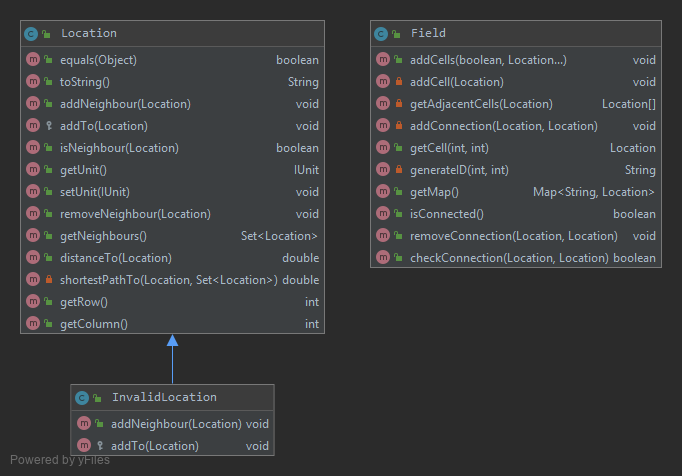 Location
equals(Object) boolean
toString() String
addNeighbour(Location) void
addTo(Location) void
isNeighbour(Location) boolean
getUnit() IUnit
setUnit(IUnit) void
removeNeighbour(Location) void
getNeighbours() Set<Location>
distanceTo(Location) double
shortestPathTo(Location, Set<Location>) double
getRow() int
getColumn() int
Field
addCells(boolean, Location...) void
addCell(Location) void
getAdjacentCells(Location) Location[]
addConnection(Location, Location) void
getCell(int, int) Location
generateID(int, int) String
getMap() Map<String, Location>
isConnected() boolean
removeConnection(Location, Location) void
checkConnection(Location, Location) boolean
InvalidLocation
addNeighbour(Location) void
addTo(Location) void
Powered by yFiles